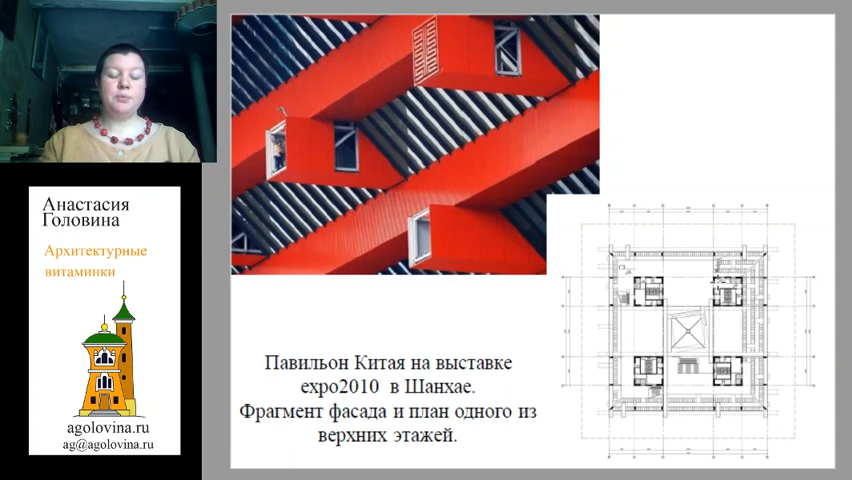 Анастасия
Головина
Архитектурные
витаминки
agolovina.ru
ag@agolovina.ru
Павильон Китая на выставке
expo2010 в Шанхае.
Фрагмент фасада и план одного из
верхних этажей.